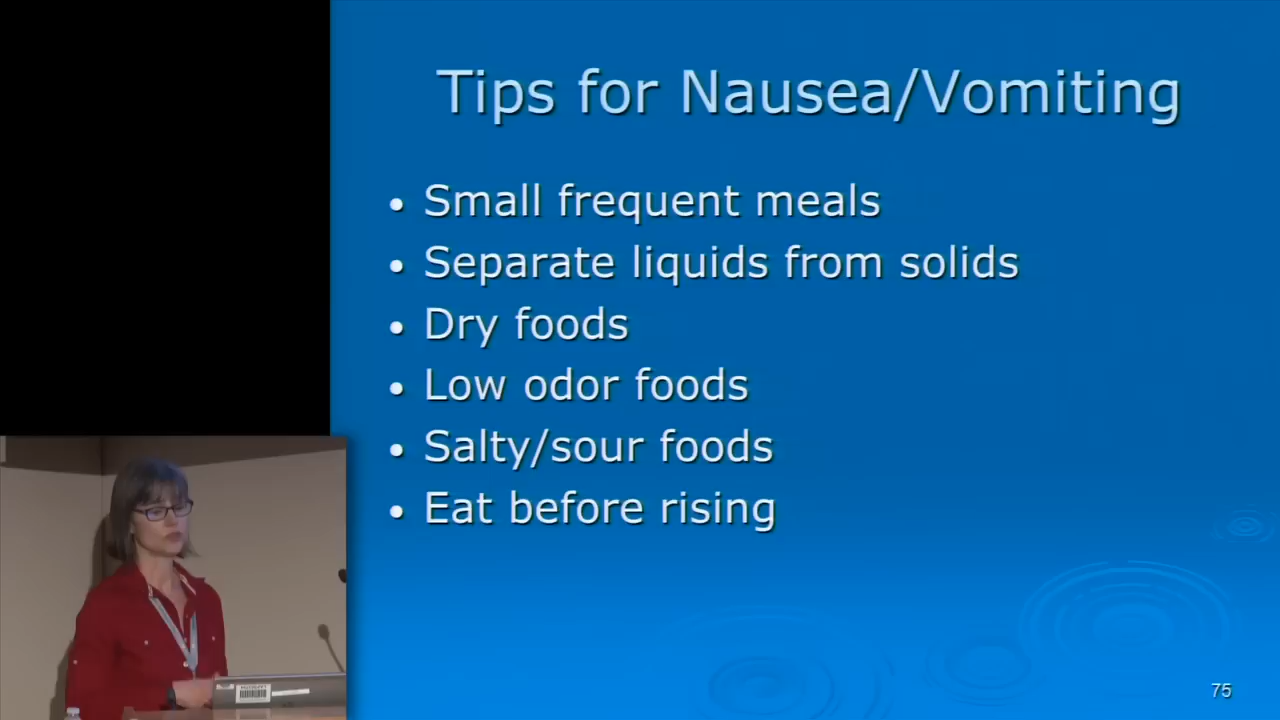 Tips for Nausea/Vomiting
Small frequent meals
Separate liquids from solids
Dry foods
Low odor foods
Salty/sour foods
Eat before rising
75